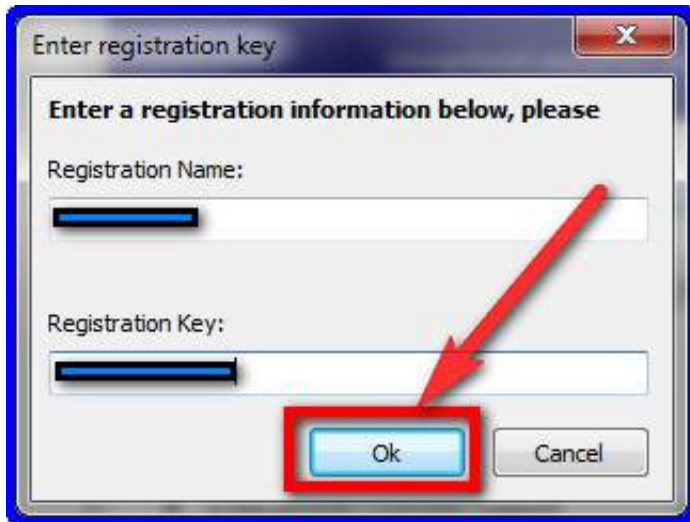 Enter registration key
Enter a registration information below, please
Registration Name:
Registration Key:
Ok
Cancel